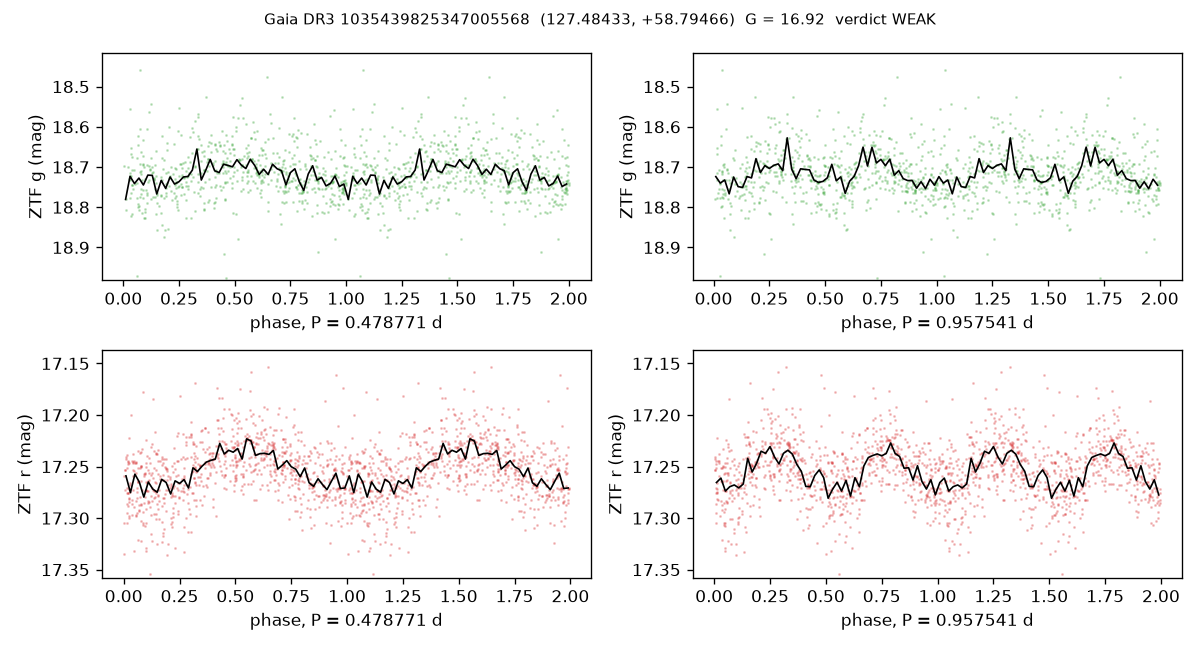 Gaia DR3 1035439825347005568 (127.48433, +58.79466) G = 16.92 verdict WEAK
ZTF g (mag)
18.5
18.6
18.7
18.8
18.9
0.00 0.25 0.50 0.75 1.00 1.25 1.50 1.75 2.00
phase, P = 0.478771 d
ZTF g (mag)
18.5
18.6
18.7
18.8
18.9
0.00 0.25 0.50 0.75 1.00 1.25 1.50 1.75 2.00
phase, P = 0.957541 d
ZTF r (mag)
17.15
17.20
17.25
17.30
17.35
0.00 0.25 0.50 0.75 1.00 1.25 1.50 1.75 2.00
phase, P = 0.478771 d
ZTF r (mag)
17.15
17.20
17.25
17.30
17.35
0.00 0.25 0.50 0.75 1.00 1.25 1.50 1.75 2.00
phase, P = 0.957541 d